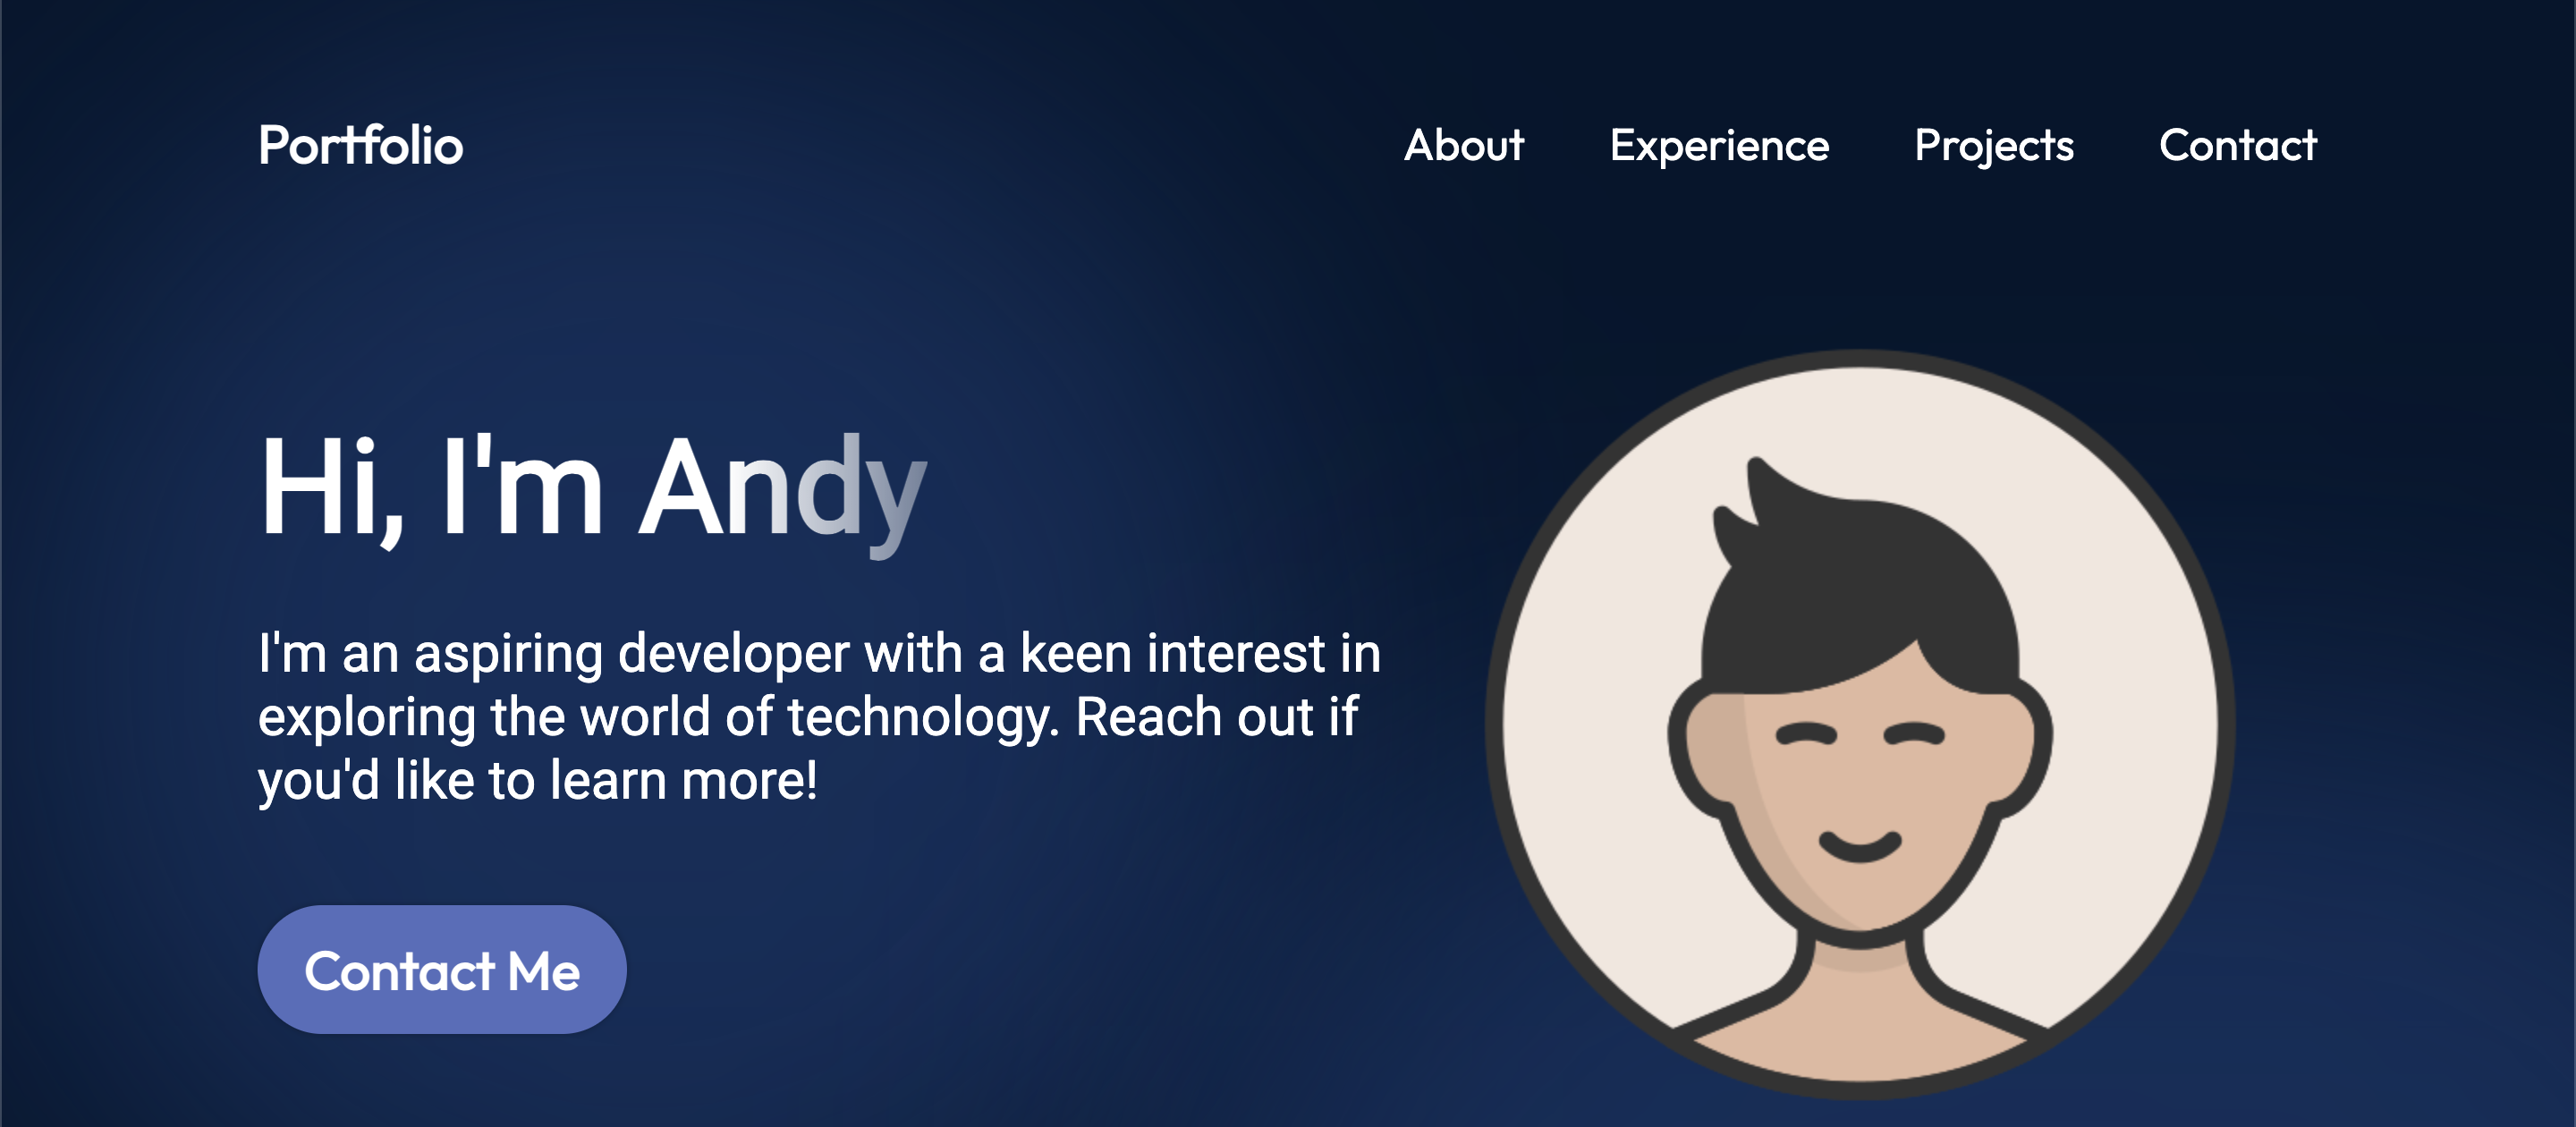 Portfolio
About Experience Projects Contact
Hi, I'm Andy
I'm an aspiring developer with a keen interest in
exploring the world of technology. Reach out if
you'd like to learn more!
Contact Me